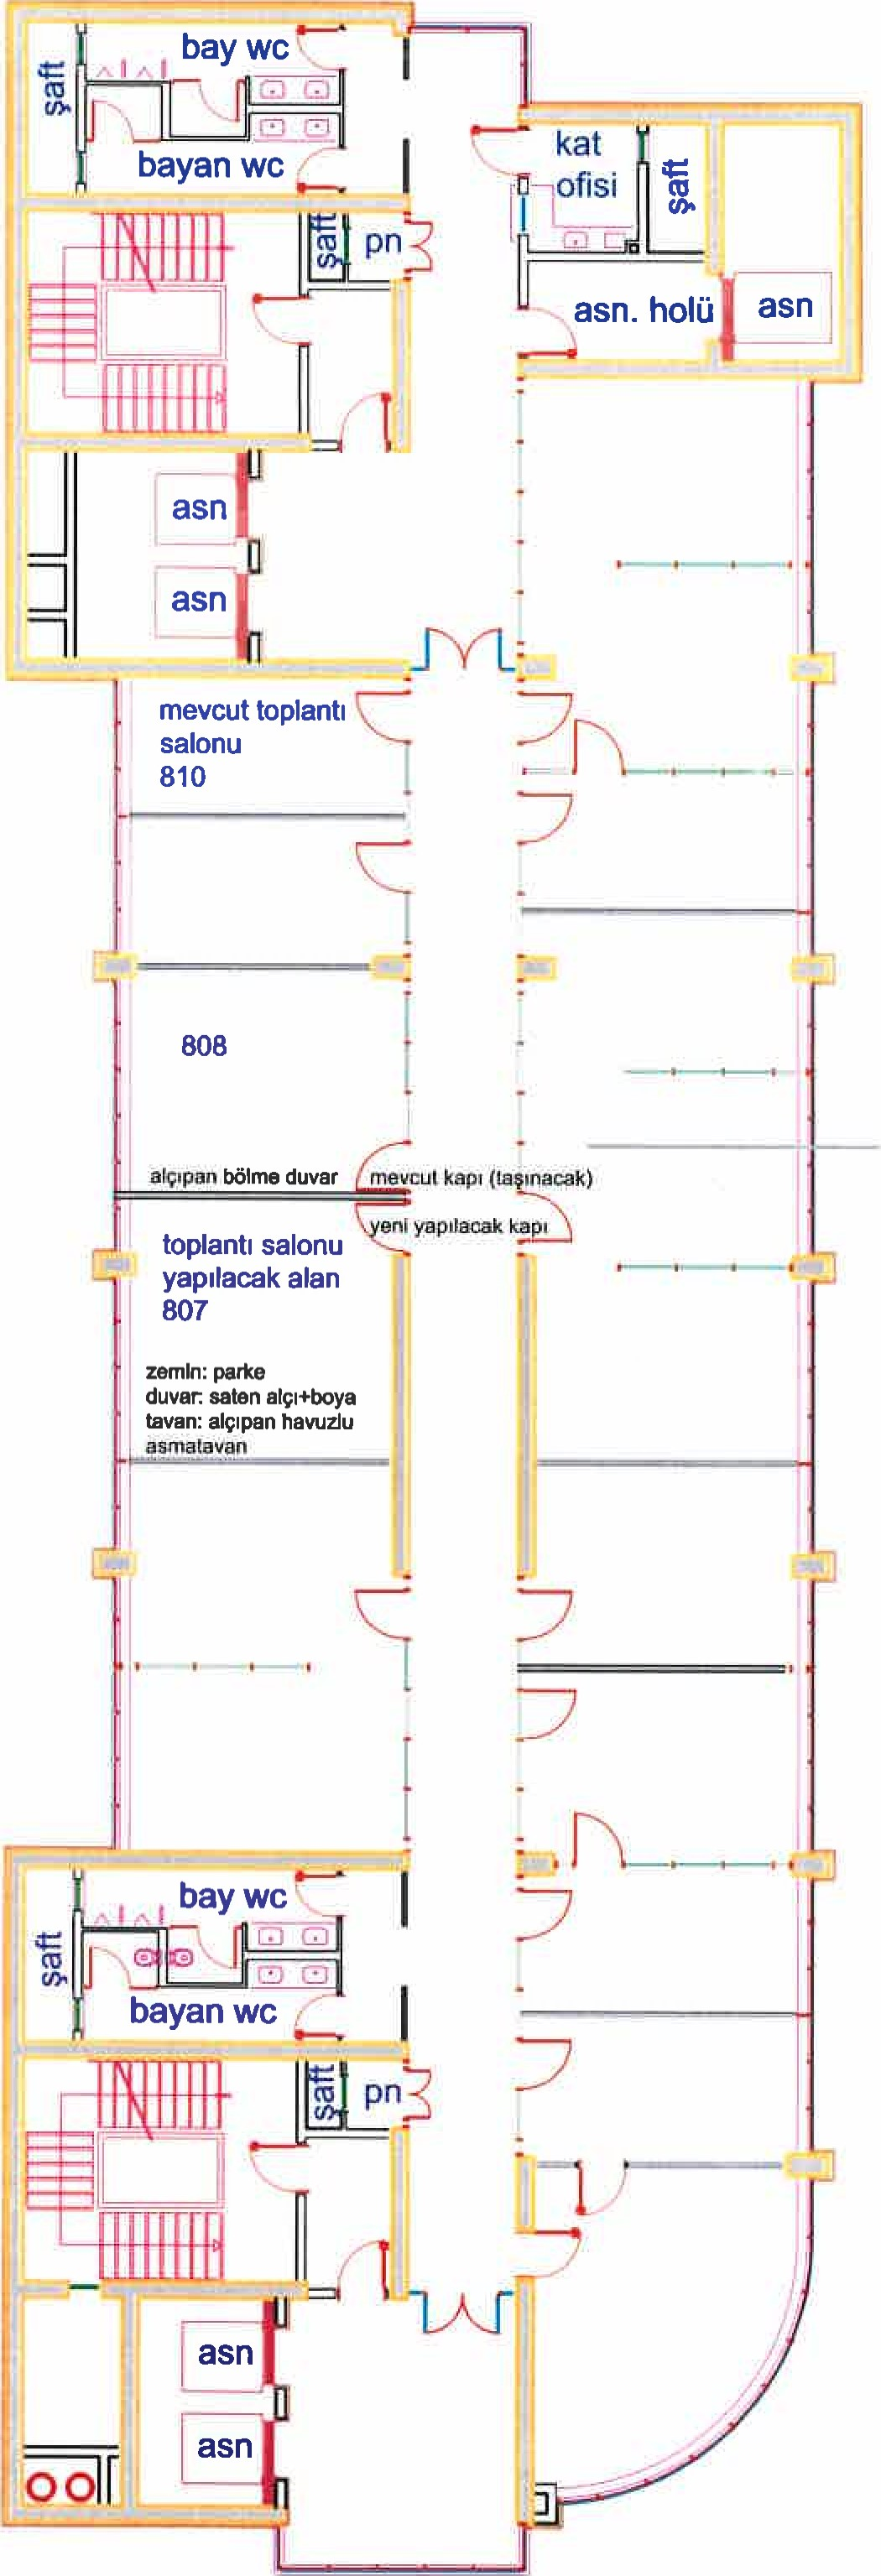 bay wc
şaft
bayan wc
kat
ofisi
şaft
şaft
pn
asn. holü
asn
asn
asn
mevcut toplantı
salonu
810
808
alçıpan bölme duvar
mevcut kapı (taşınacak)
yeni yapılacak kapı
toplantı salonu
yapılacak alan
807
zemin: parke
duvar: saten alçı+boya
tavan: alçıpan havuzlu
asmatavan
bay wc
şaft
bayan wc
şaft
pn
asn
asn